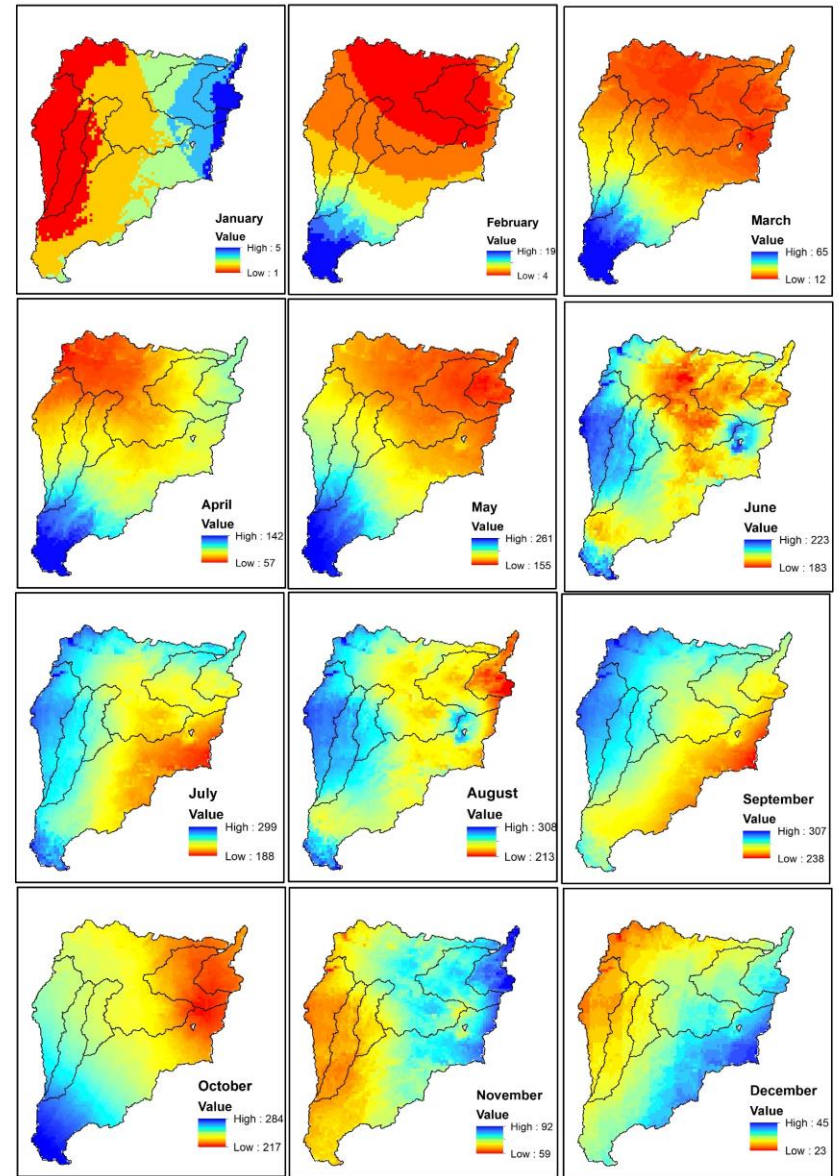 January
Value
High : 5
Low : 1
February
Value
High : 19
Low : 4
March
Value
High : 65
Low : 12
April
Value
High : 142
Low : 57
May
Value
High : 261
Low : 155
June
Value
High : 223
Low : 183
July
Value
High : 299
Low : 188
August
Value
High : 308
Low : 213
September
Value
High : 307
Low : 238
October
Value
High : 284
Low : 217
November
Value
High : 92
Low : 59
December
Value
High : 45
Low : 23